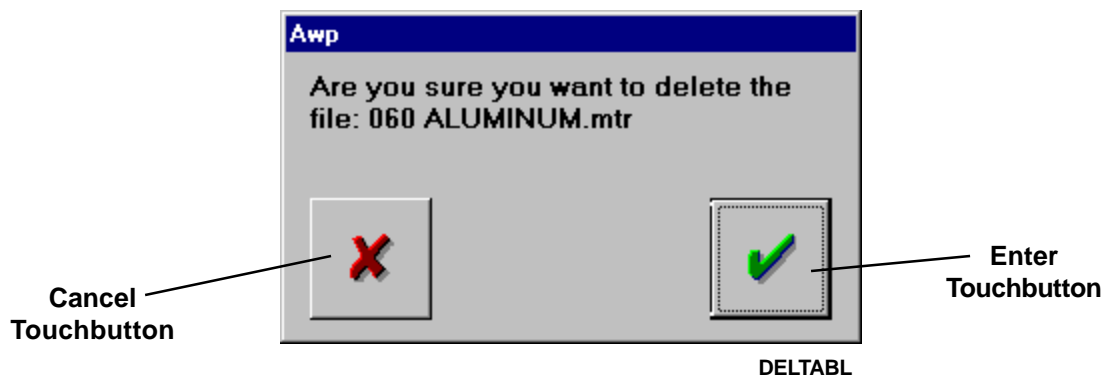 Awp
Are you sure you want to delete the
file: 060 ALUMINUM.mtr
Cancel
Touchbutton
Enter
Touchbutton
DELTABL